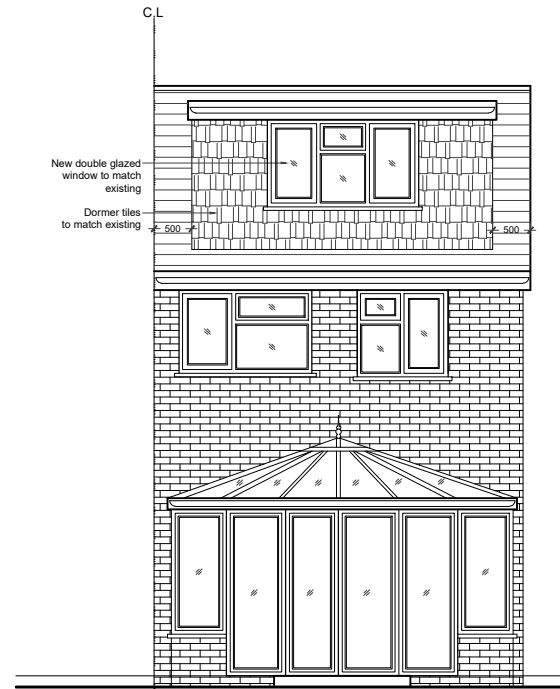 C L
New double glazed
window to match
existing
Dormer tiles
to match existing
500
500